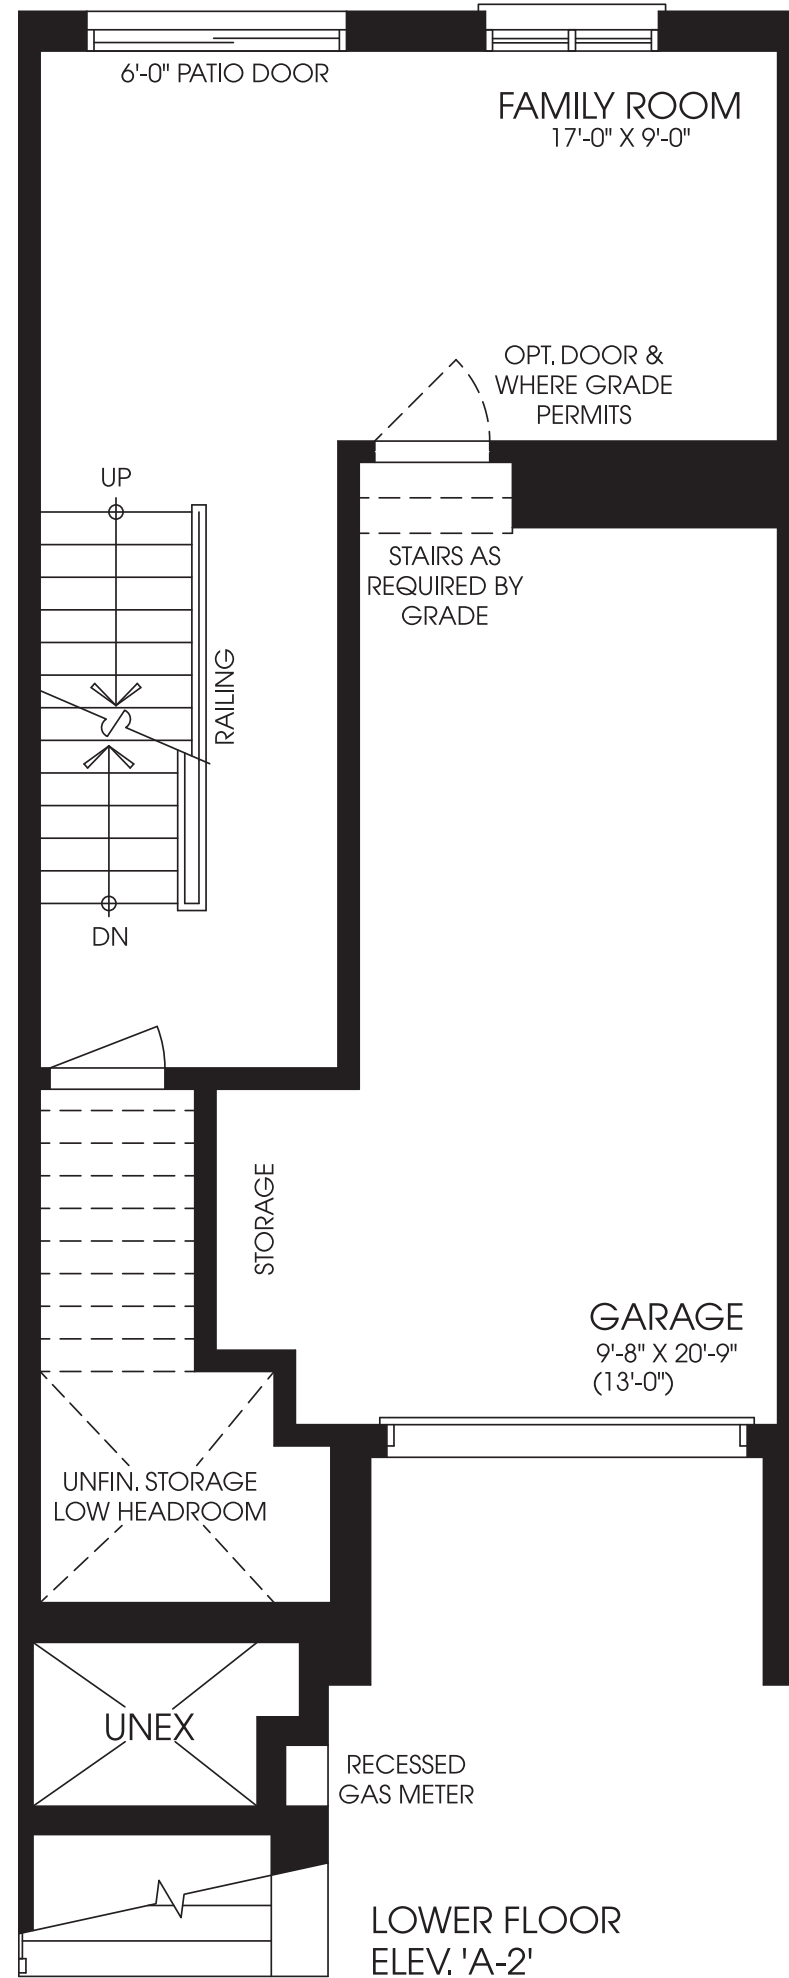 6'-0" PATIO DOOR
FAMILY ROOM
17'-0" X 9'-0"
OPT. DOOR &
WHERE GRADE
PERMITS
UP
STAIRS AS
REQUIRED BY
GRADE
RAILING
DN
STORAGE
GARAGE
9'-8" X 20'-9"
(13'-0")
UNFIN. STORAGE
LOW HEADROOM
UNEX
RECESSED
GAS METER
LOWER FLOOR
ELEV. 'A-2'